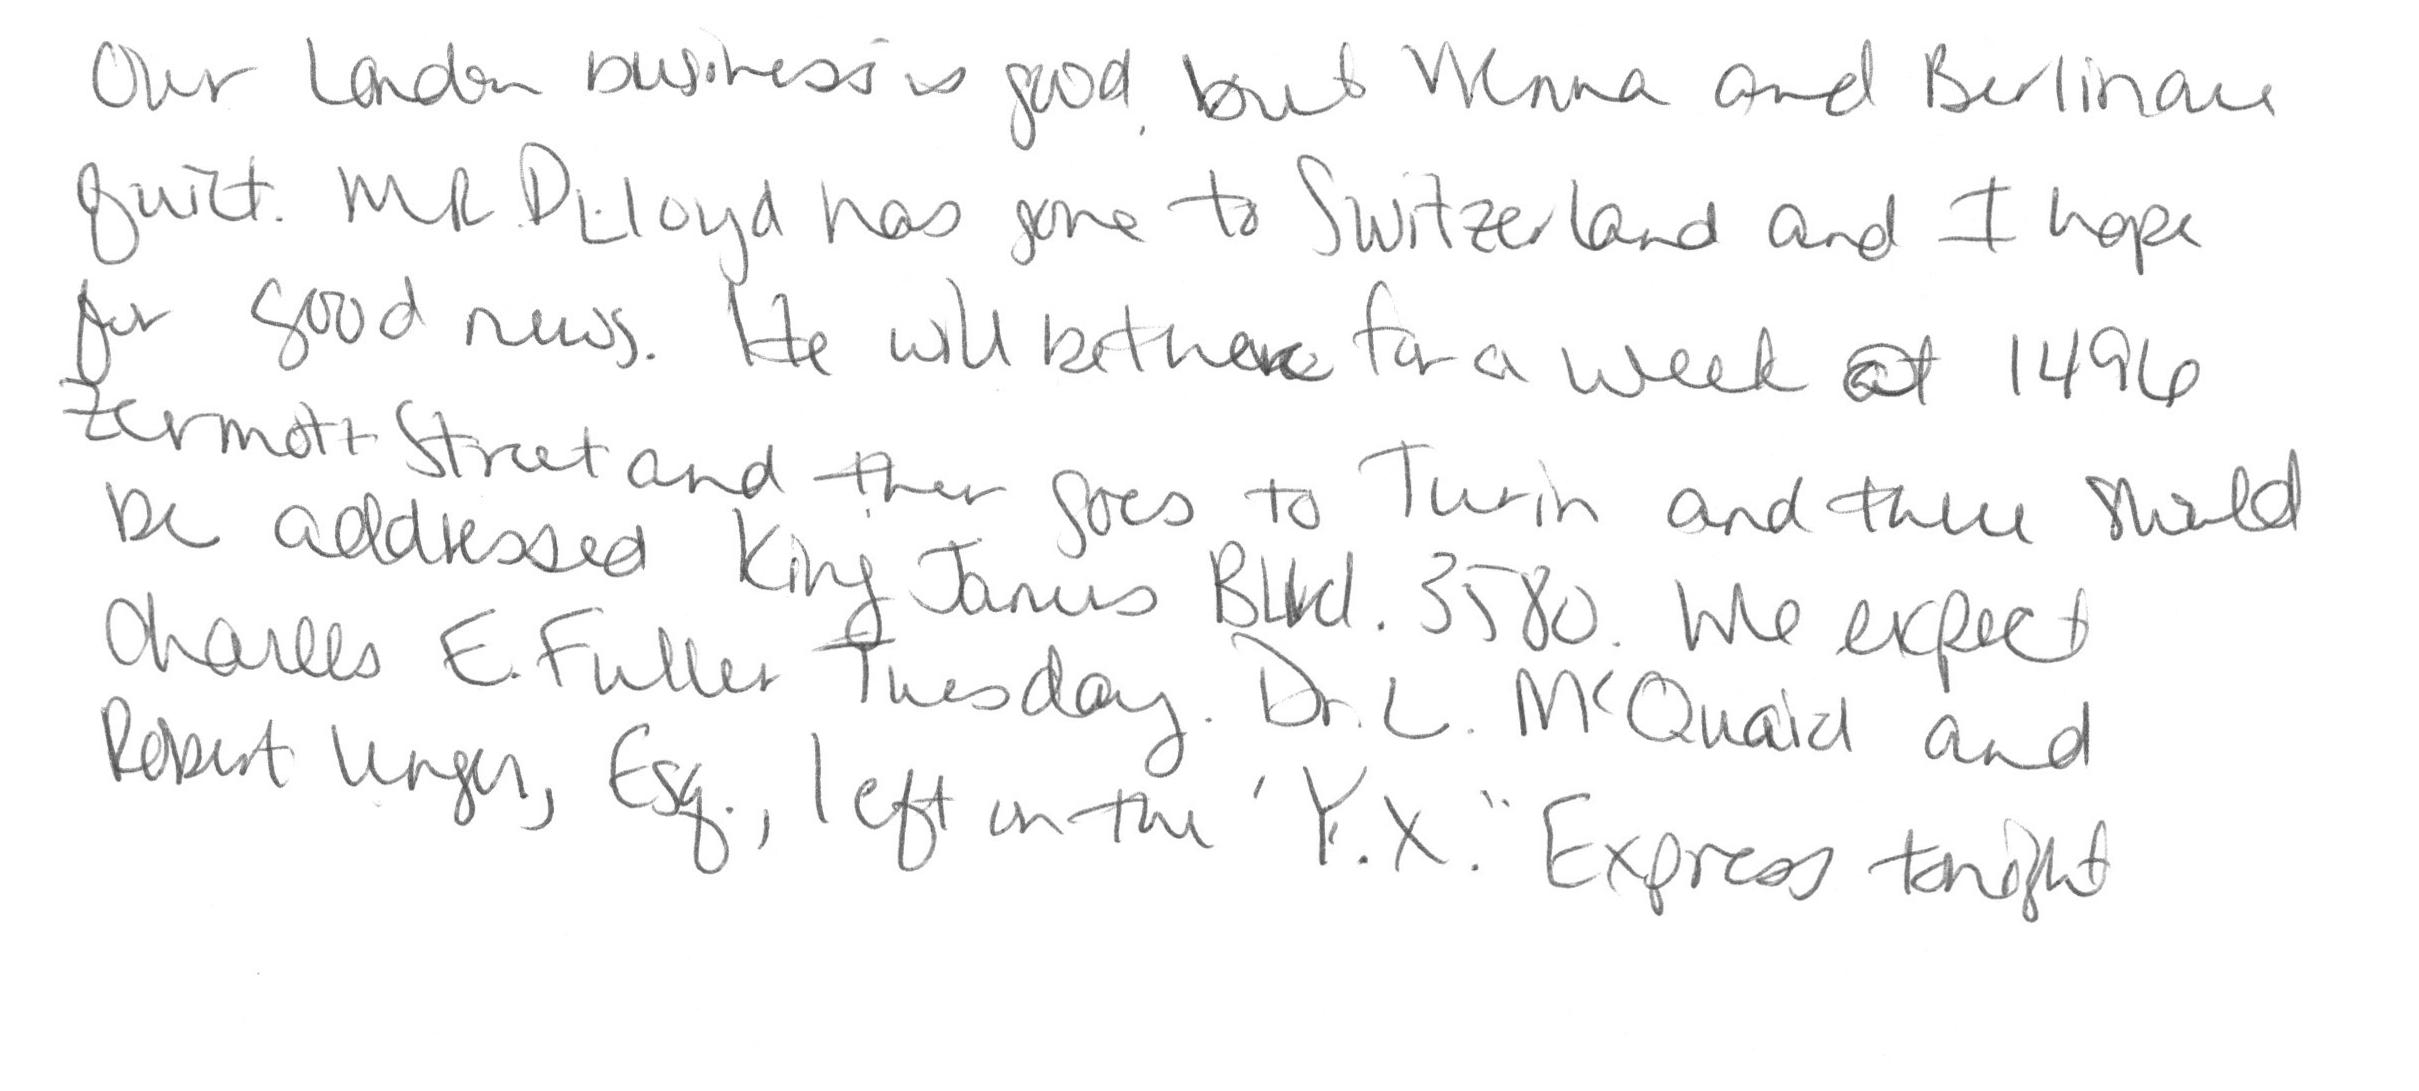 Our London business is good, but Vienna and Berlin are
quiet. MR. D. Lloyd has gone to Switzerland and I hope
for good news. He will be there for a week at 1496
Zermott Street and then goes to Turin and there should
be addressed King James Blvd. 3580. We expect
Charles E. Fuller Tuesday. Dr. L. McQuaid and
Robert Unger, Esq., left on the "Y.X." Express tonight